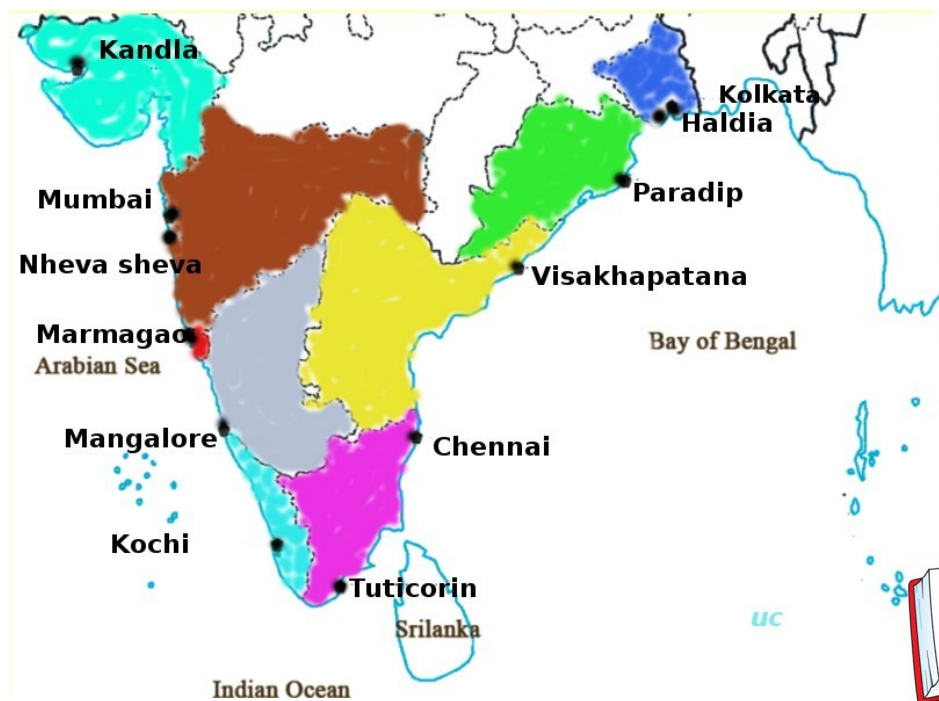 Kandla
Kolkata
Haldia
Mumbai
Paradip
Nheva sheva
Visakhapatana
Marmagao
Arabian Sea
Bay of Bengal
Mangalore
Chennai
Kochi
Tuticorin
Srilanka
uc
Indian Ocean